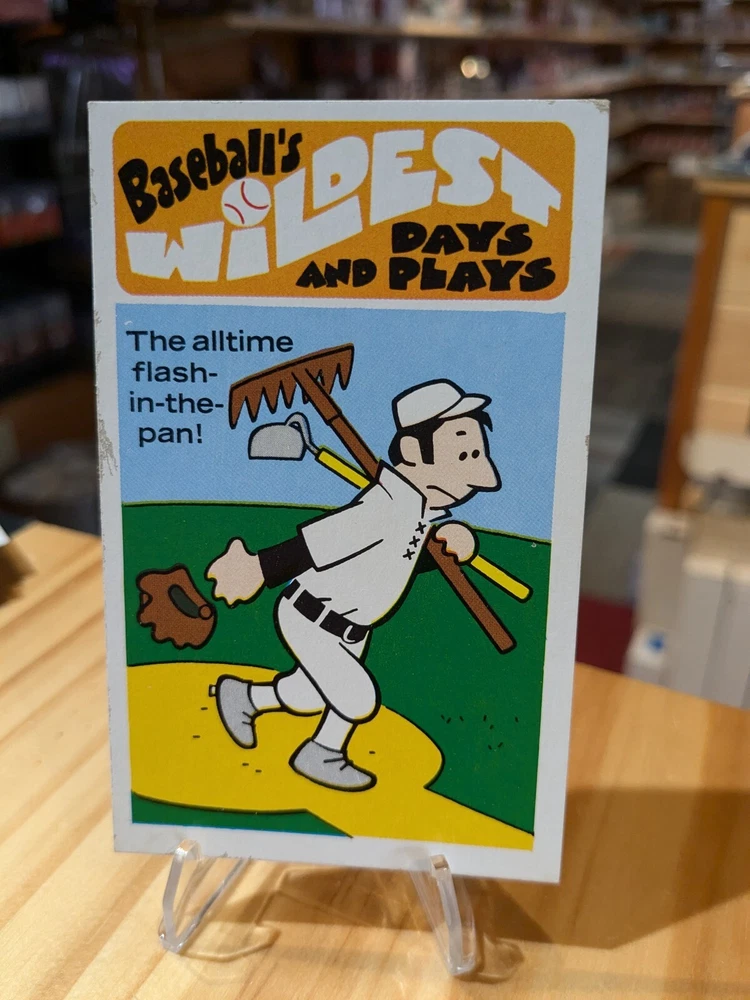 Baseball's
WiLDEST
DAYS
AND PLAYS
The alltime
flash-
in-the-
pan!